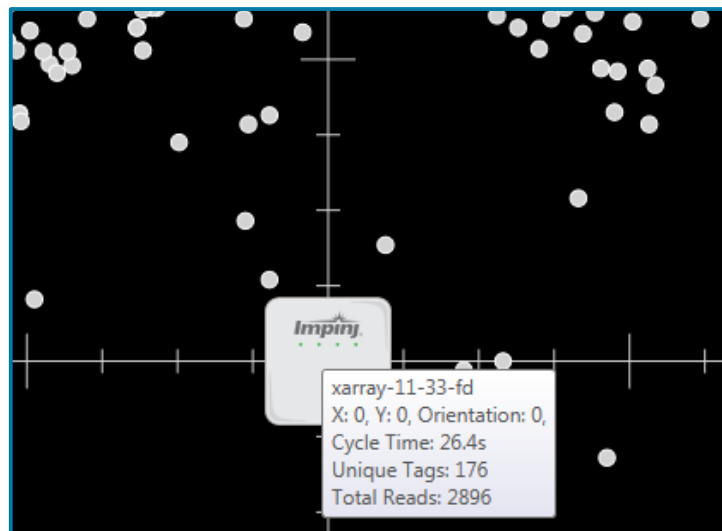 Impinj.
xarray-11-33-fd
X: 0, Y: 0, Orientation: 0,
Cycle Time: 26.4s
Unique Tags: 176
Total Reads: 2896